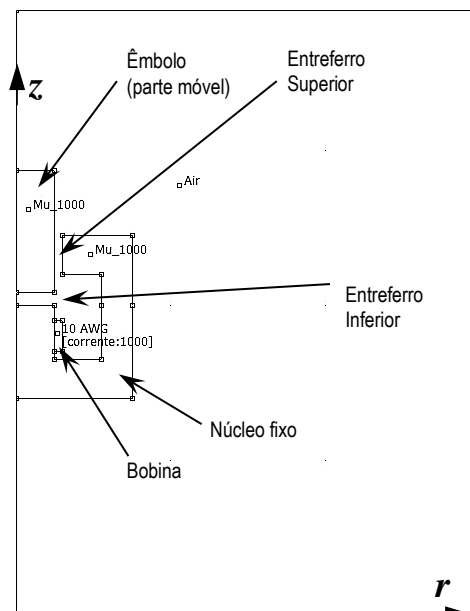 Êmbolo
(parte móvel)
Entreferro
Superior
z
Air
Mu_1000
Mu_1000
Entreferro
Inferior
10 AWG
[corrente:1000]
Núcleo fixo
Bobina
r